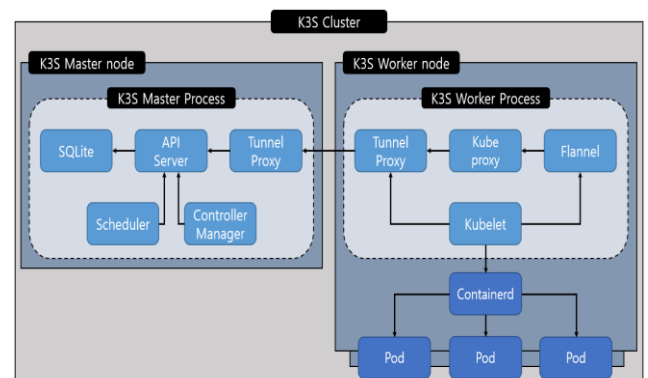 K3S Cluster
K3S Master node
K3S Master Process
SQLite
API
Server
Tunnel
Proxy
Scheduler
Controller
Manager
K3S Worker node
K3S Worker Process
Tunnel
Proxy
Kube
proxy
Flannel
Kubelet
Containerd
Pod
Pod
Pod